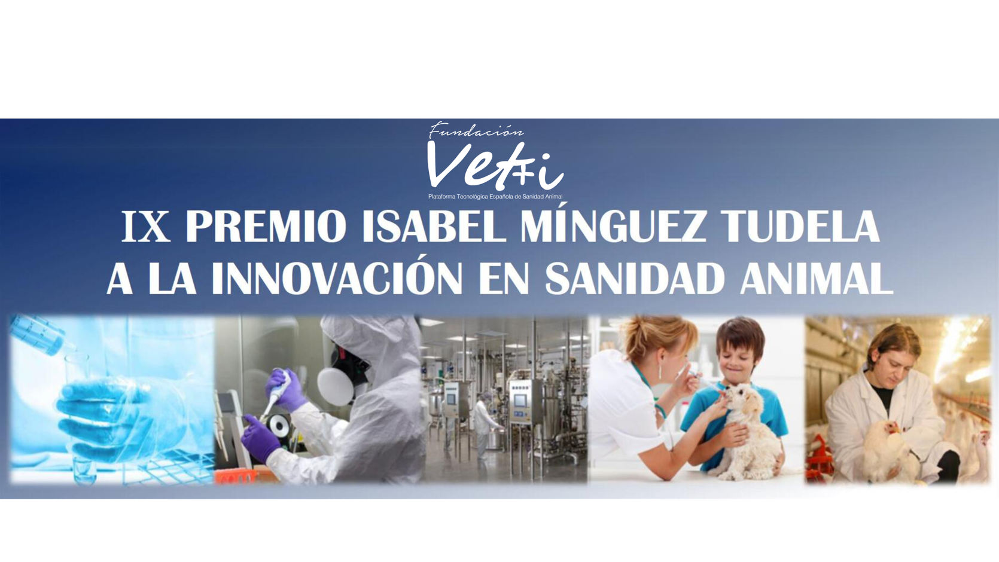 Fundación
Vet+i
Plataforma Tecnológica Española de Sanidad Animal
IX PREMIO ISABEL MÍNGUEZ TUDELA
A LA INNOVACIÓN EN SANIDAD ANIMAL